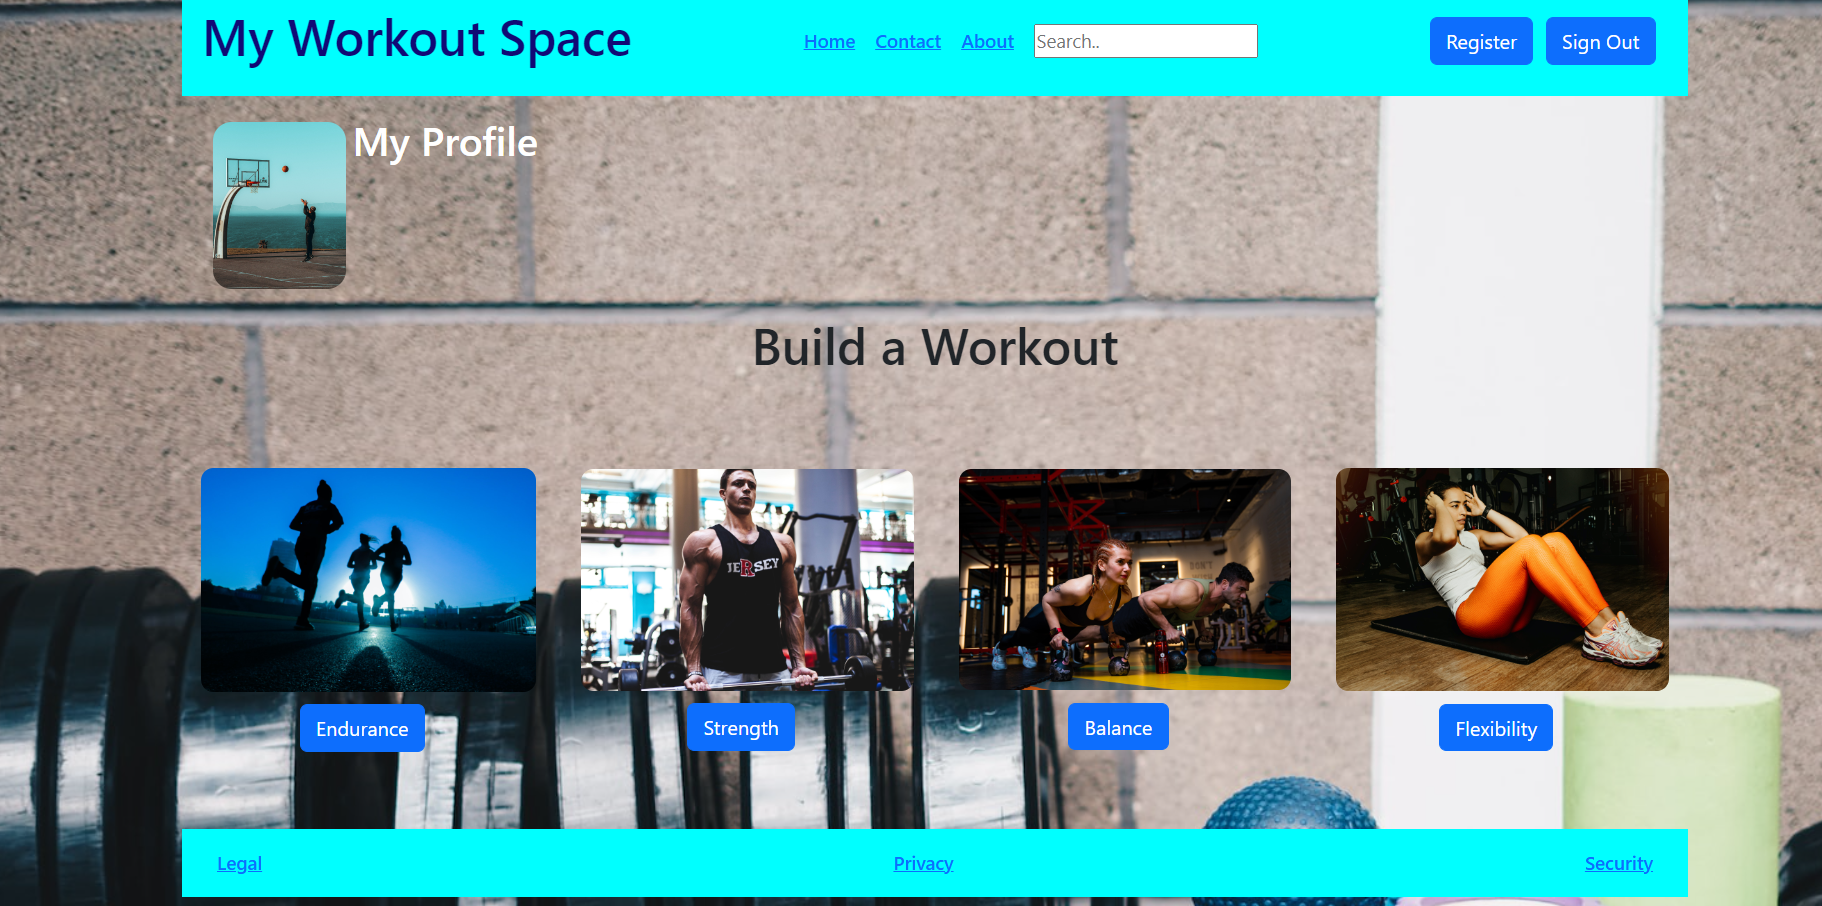 My Workout Space
Home Contact About Search..
Register Sign Out
My Profile
Build a Workout
JERSEY
DON'T
Endurance Strength Balance Flexibility
Legal Privacy Security